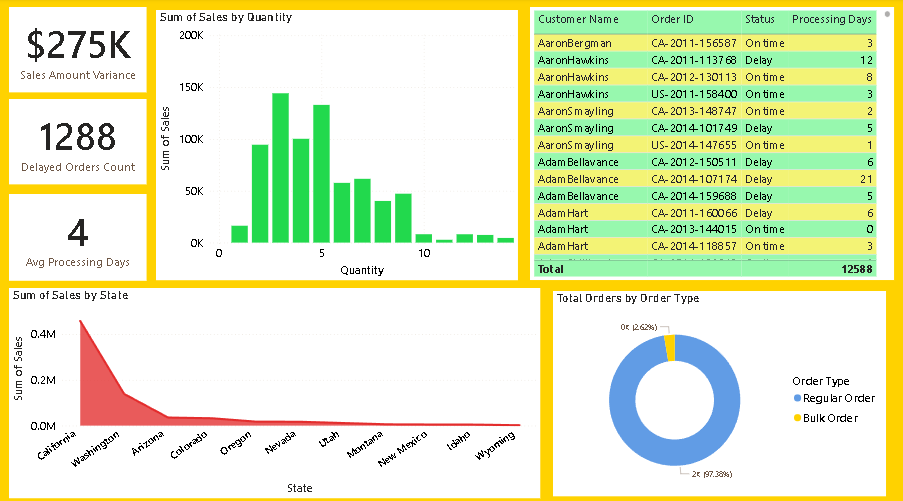 $275K
Sales Amount Variance
1288
Delayed Orders Count
4
Avg Processing Days
Sum of Sales by Quantity
Sum of Sales
200K
150K
100K
50K
0K
0 5 10
Quantity
Customer Name Order ID Status Processing Days
AaronBergman CA-2011-156587 On time 3
AaronHawkins CA-2011-113768 Delay 12
AaronHawkins CA-2012-130113 On time 8
AaronHawkins US-2011-158400 On time 3
AaronSmayling CA-2013-148747 On time 2
AaronSmayling CA-2014-101749 Delay 5
AaronSmayling US-2014-147655 On time 1
AdamBellavance CA-2012-150511 Delay 6
AdamBellavance CA-2014-107174 Delay 21
AdamBellavance CA-2014-159688 Delay 5
AdamHart CA-2011-160066 Delay 6
AdamHart CA-2013-144015 On time 0
AdamHart CA-2014-118857 On time 3
Total 12588
Sum of Sales by State
Sum of Sales
0.4M
0.2M
0.0M
California Washington Arizona Colorado Oregon Nevada Utah Montana New Mexico Idaho Wyoming
State
Total Orders by Order Type
0K (2.62%)
2K (97.38%)
Order Type
Regular Order
Bulk Order